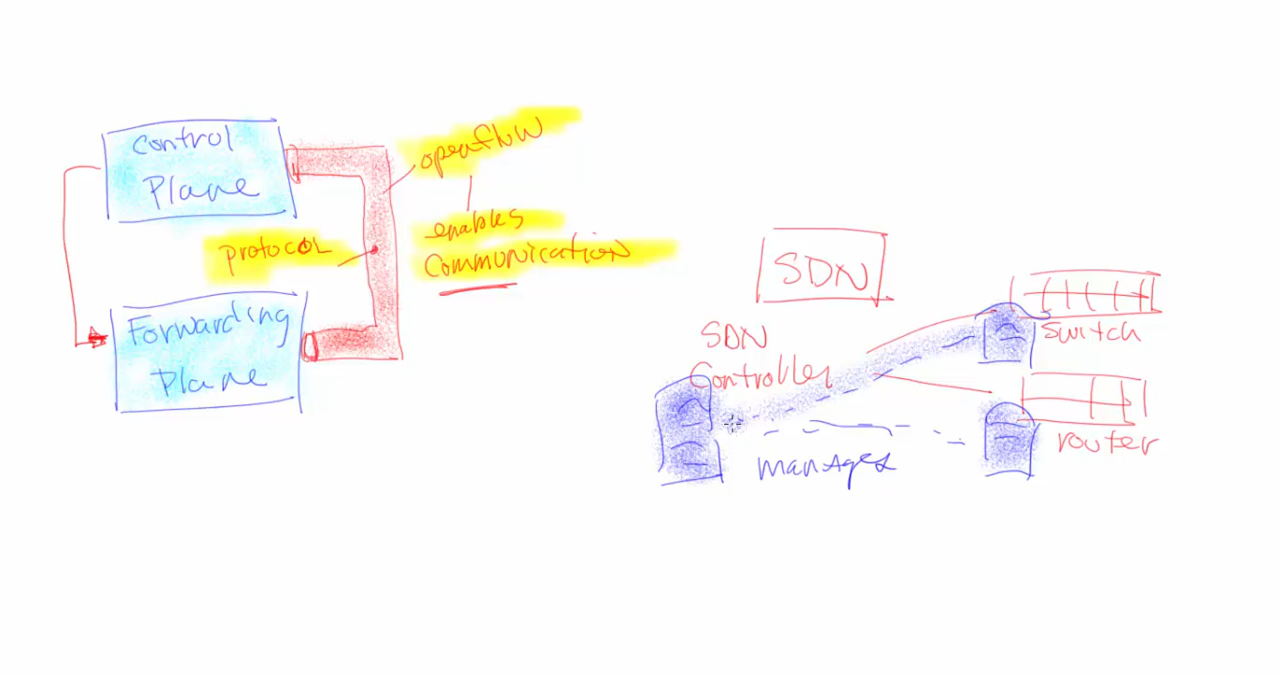 Control
Plane
openflow
enables
Communication
protocol
Forwarding
Plane
SDN
SDN
Controller
manages
switch
router